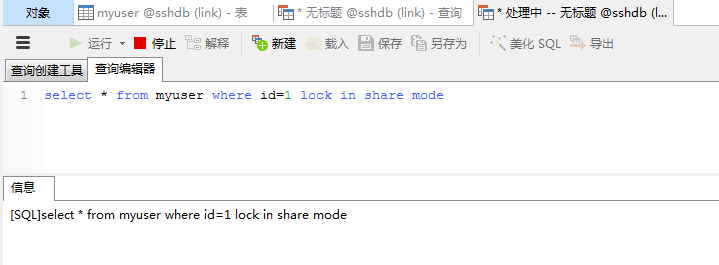 对象 myuser @sshdb (link) - 表 * 无标题 @sshdb (link) - 查询 * 处理中 -- 无标题 @sshdb (l...
运行 停止 解释 新建 载入 保存 另存为 美化 SQL 导出
查询创建工具 查询编辑器
1 select * from myuser where id=1 lock in share mode
信息
[SQL]select * from myuser where id=1 lock in share mode